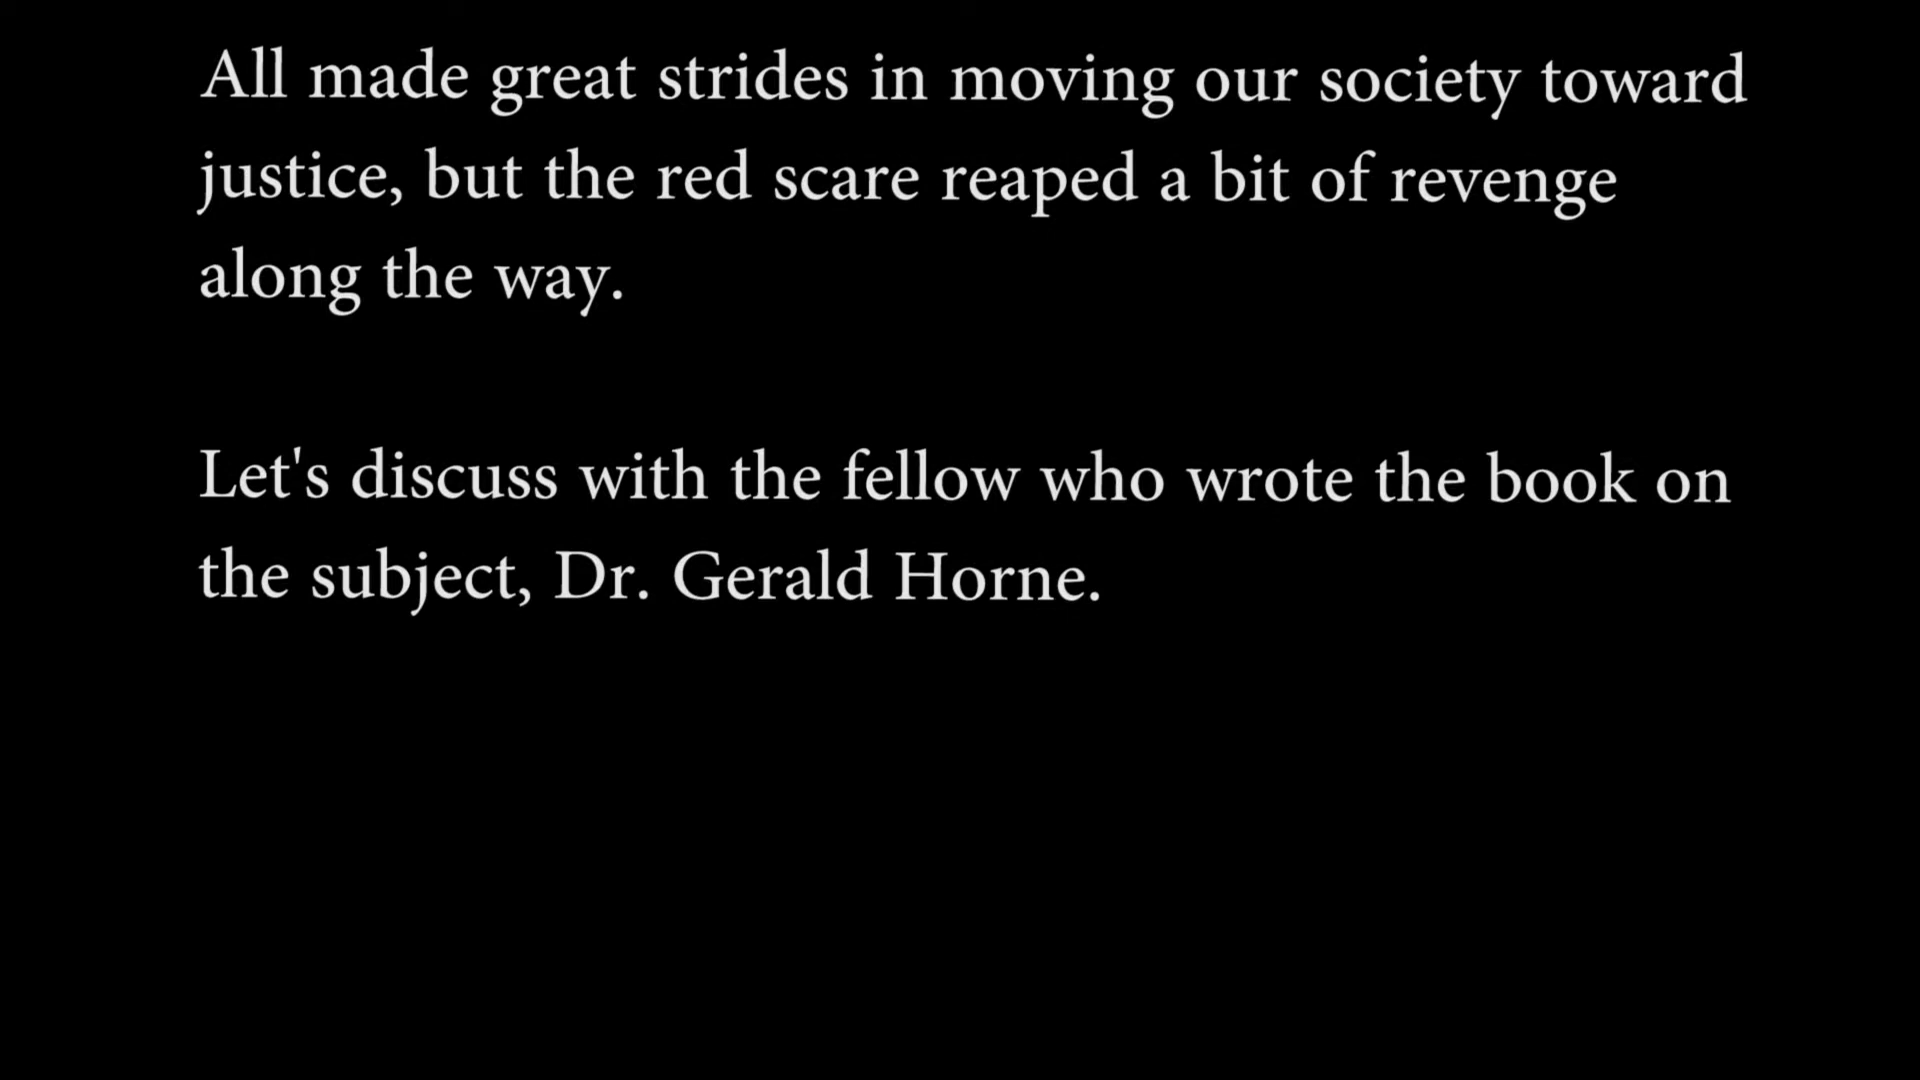 All made great strides in moving our society toward
justice, but the red scare reaped a bit of revenge
along the way.
Let's discuss with the fellow who wrote the book on
the subject, Dr. Gerald Horne.